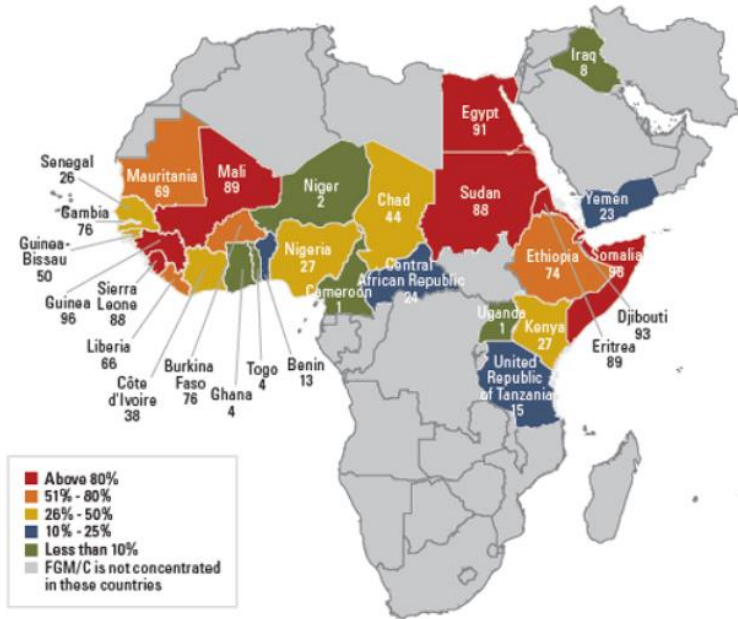 Iraq
8
Egypt
91
Mauritania
69
Mali
89
Niger
2
Chad
44
Sudan
88
Yemen
23
Senegal
26
Gambia
76
Guinea-
Bissau
50
Guinea
96
Sierra
Leone
88
Liberia
66
Côte
d'Ivoire
38
Burkina
Faso
76
Ghana
4
Togo
4
Benin
13
Nigeria
27
Cameroon
1
Central
African Republic
24
Ethiopia
74
Somalia
98
Djibouti
93
Eritrea
89
Uganda
1
Kenya
27
United
Republic
of Tanzania
15
Above 80%
51% - 80%
26% - 50%
10% - 25%
Less than 10%
FGM/C is not concentrated
in these countries